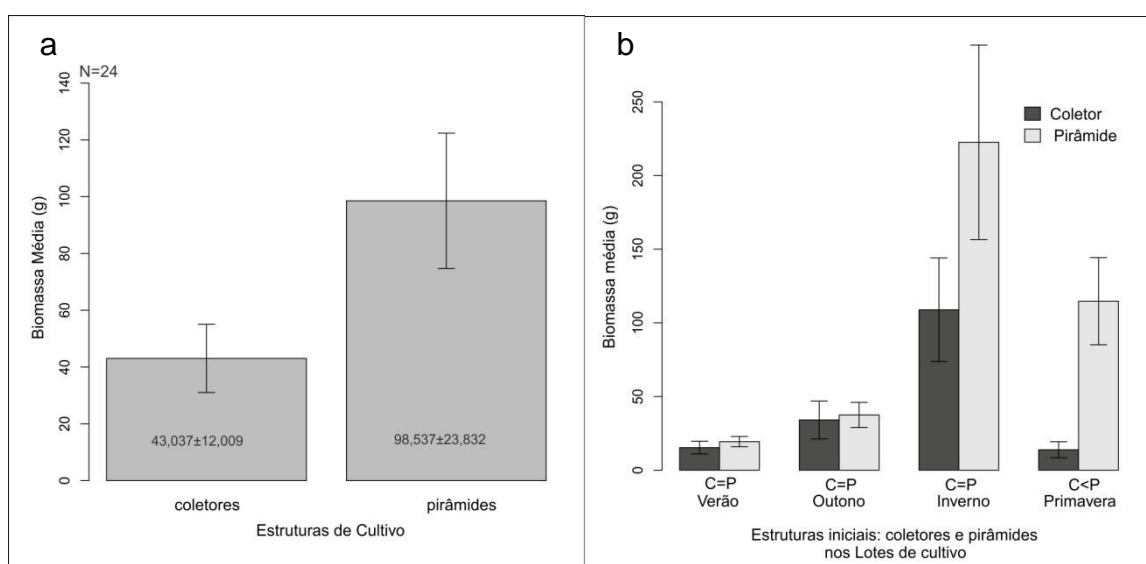 a
N=24
140
120
100
80
60
40
20
0
Biomassa Média (g)
43,037±12,009
98,537±23,832
coletores
pirâmides
Estruturas de Cultivo
b
250
200
150
100
50
0
Biomassa média (g)
Coletor
Pirâmide
C=P
C=P
C=P
C<P
Verão
Outono
Inverno
Primavera
Estruturas iniciais: coletores e pirâmides
nos Lotes de cultivo